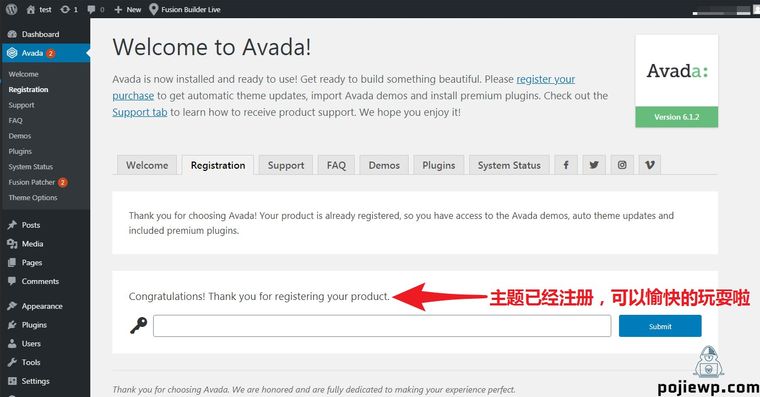 test
1
0
New
Fusion Builder Live
Dashboard
Avada 2
Welcome
Registration
Support
FAQ
Demos
Plugins
System Status
Fusion Patcher 2
Theme Options
Posts
Media
Pages
Comments
Appearance
Plugins
Users
Tools
Settings
Welcome to Avada!
Avada is now installed and ready to use! Get ready to build something beautiful. Please register your
purchase to get automatic theme updates, import Avada demos and install premium plugins. Check out the
Support tab to learn how to receive product support. We hope you enjoy it!
Avada:
Version 6.1.2
Welcome
Registration
Support
FAQ
Demos
Plugins
System Status
Thank you for choosing Avada! Your product is already registered, so you have access to the Avada demos, auto theme updates and
included premium plugins.
Congratulations! Thank you for registering your product.
主题已经注册，可以愉快的玩耍啦
Submit
Thank you for choosing Avada. We are honored and are fully dedicated to making your experience perfect.
pojiewp.com